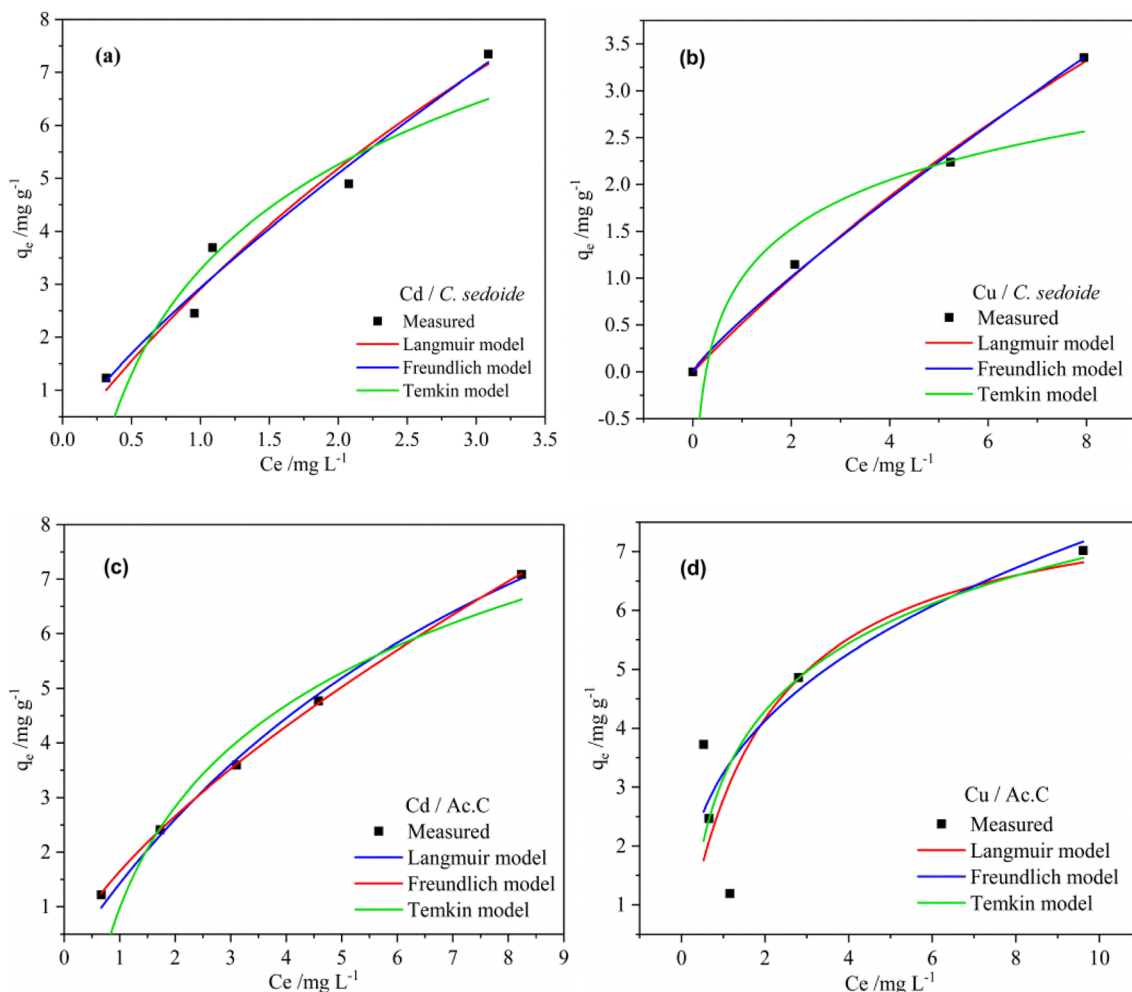 (a)
8
7
6
5
4
3
2
1
qe /mg g-1
Cd / C. sedoide
Measured
Langmuir model
Freundlich model
Temkin model
0.0 0.5 1.0 1.5 2.0 2.5 3.0 3.5
Ce /mg L-1
(b)
3.5
3.0
2.5
2.0
1.5
1.0
0.5
0.0
-0.5
qe /mg g-1
Cu / C. sedoide
Measured
Langmuir model
Freundlich model
Temkin model
0 2 4 6 8
Ce /mg L-1
(c)
8
7
6
5
4
3
2
1
qe /mg g-1
Cd / Ac.C
Measured
Langmuir model
Freundlich model
Temkin model
0 1 2 3 4 5 6 7 8 9
Ce /mg L-1
(d)
7
6
5
4
3
2
1
qe /mg g-1
Cu / Ac.C
Measured
Langmuir model
Freundlich model
Temkin model
0 2 4 6 8 10
Ce /mg L-1